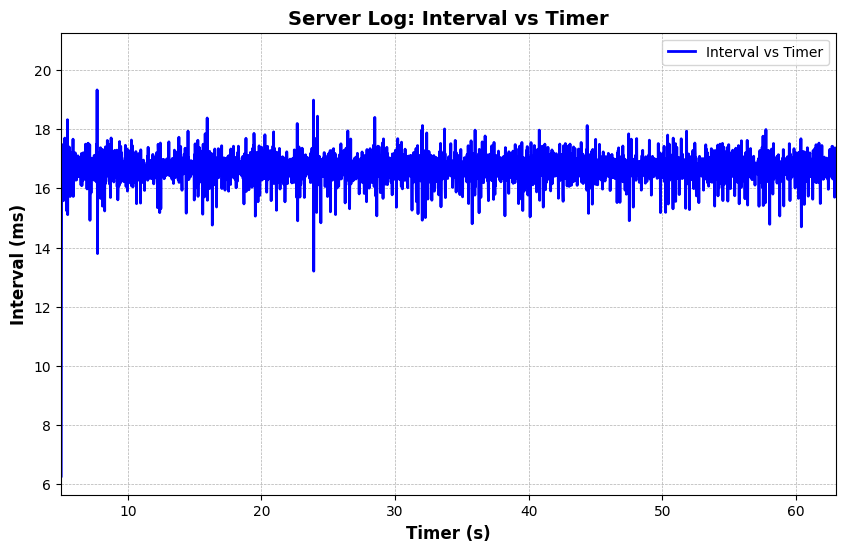 Server Log: Interval vs Timer
Interval vs Timer
20
18
16
14
12
10
8
6
Interval (ms)
10 20 30 40 50 60
Timer (s)